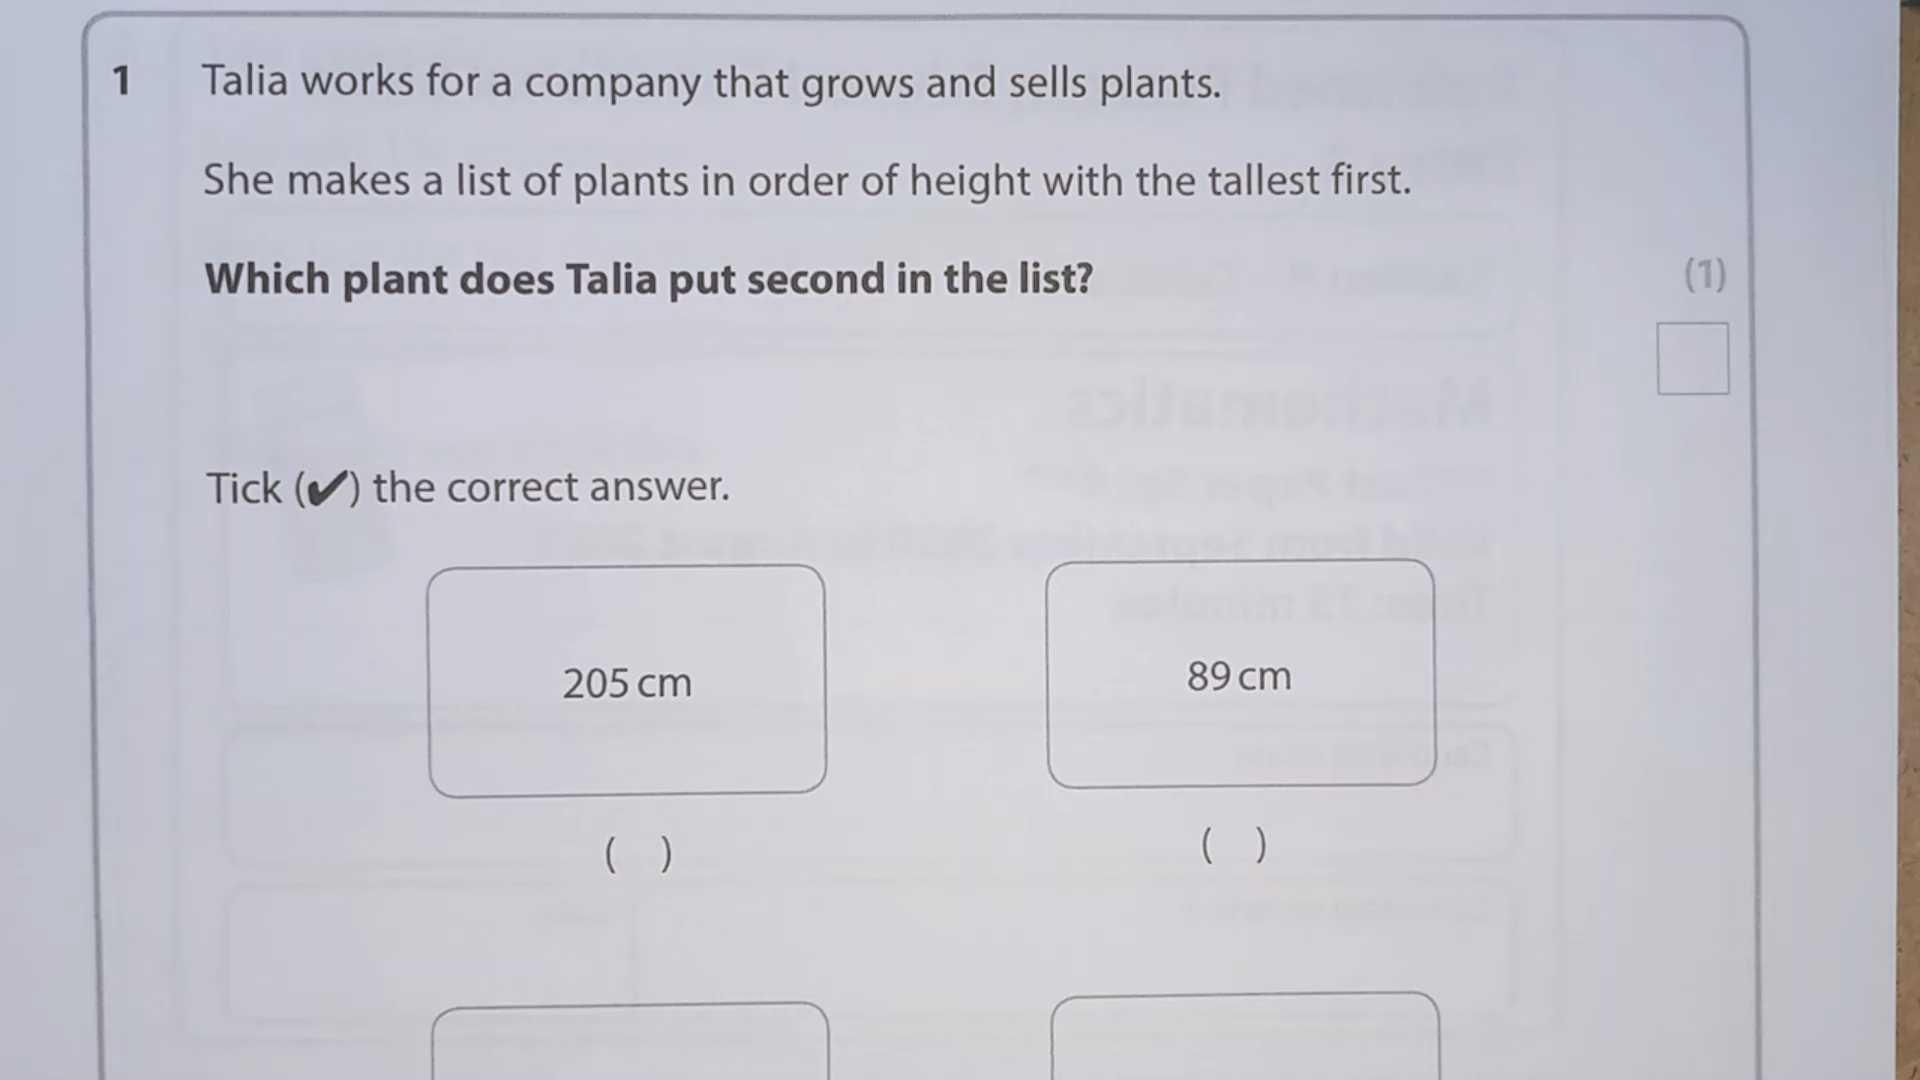 1 Talia works for a company that grows and sells plants.
She makes a list of plants in order of height with the tallest first.
Which plant does Talia put second in the list?
(1)
Tick (✔) the correct answer.
205 cm
89 cm
( )
( )